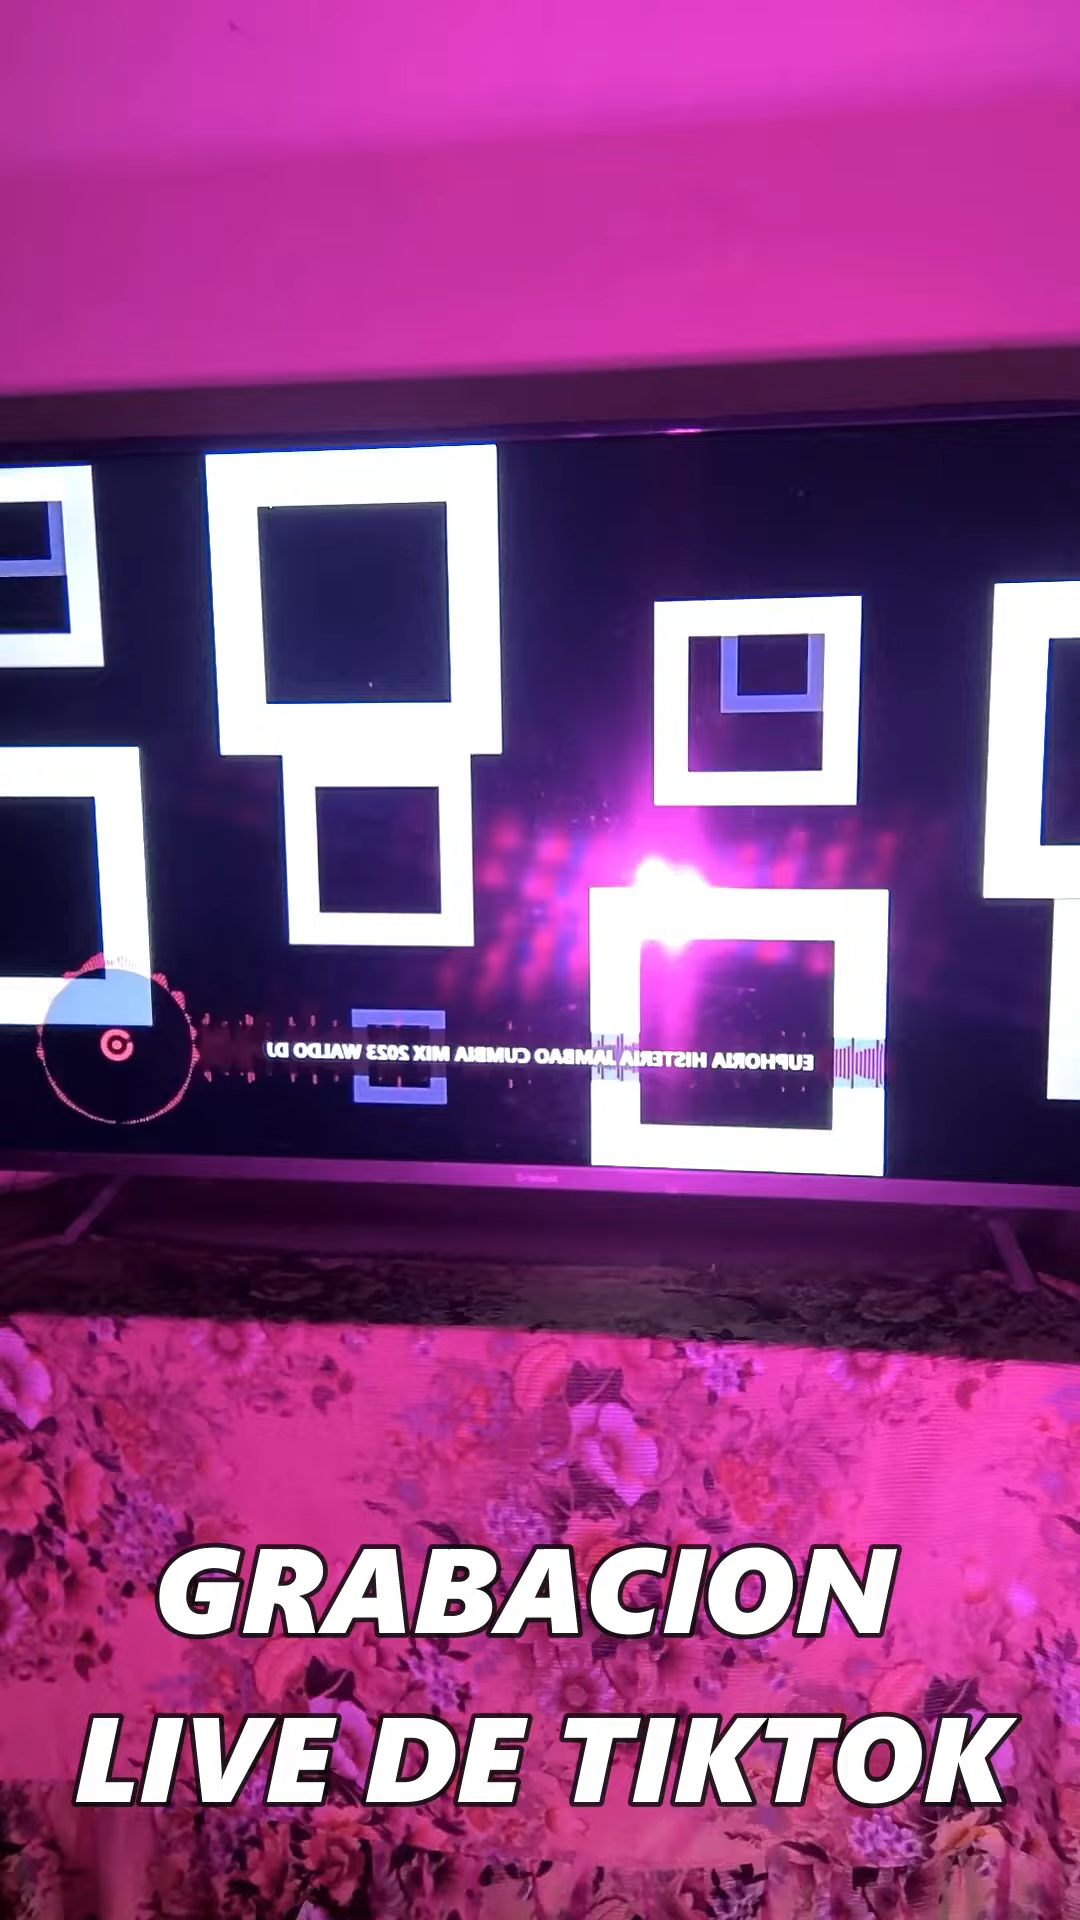 EUPHORIA HISTERIA JAMBAO CUMBIA MIX 2023 WALDO DJ
GRABACION
LIVE DE TIKTOK